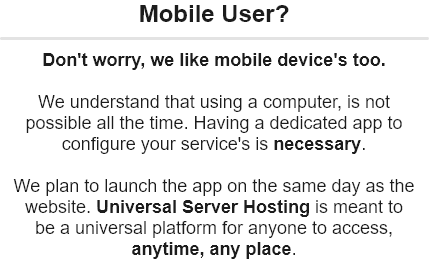 Mobile User?
Don't worry, we like mobile device's too.
We understand that using a computer, is not
possible all the time. Having a dedicated app to
configure your service's is necessary.
We plan to launch the app on the same day as the
website. Universal Server Hosting is meant to
be a universal platform for anyone to access,
anytime, any place.